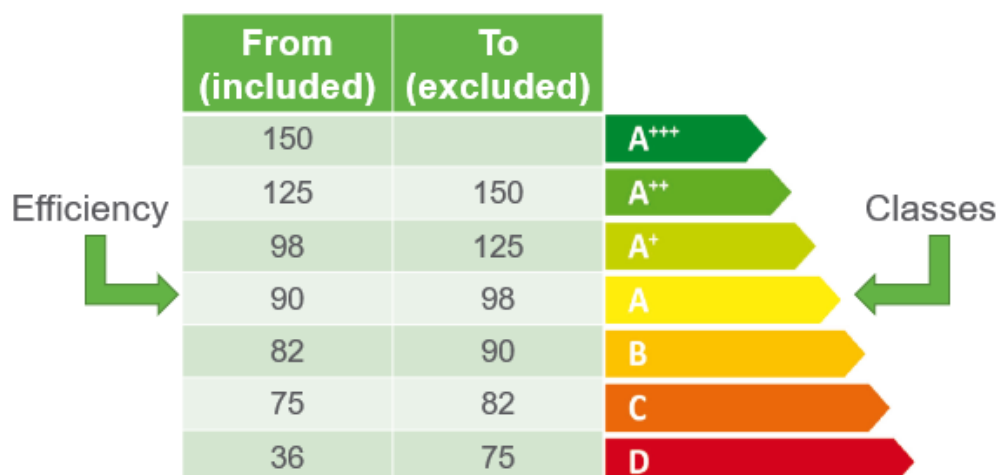 From (included) To (excluded)
150 A+++
125 150 A++
Efficiency Classes
98 125 A+
90 98 A
82 90 B
75 82 C
36 75 D